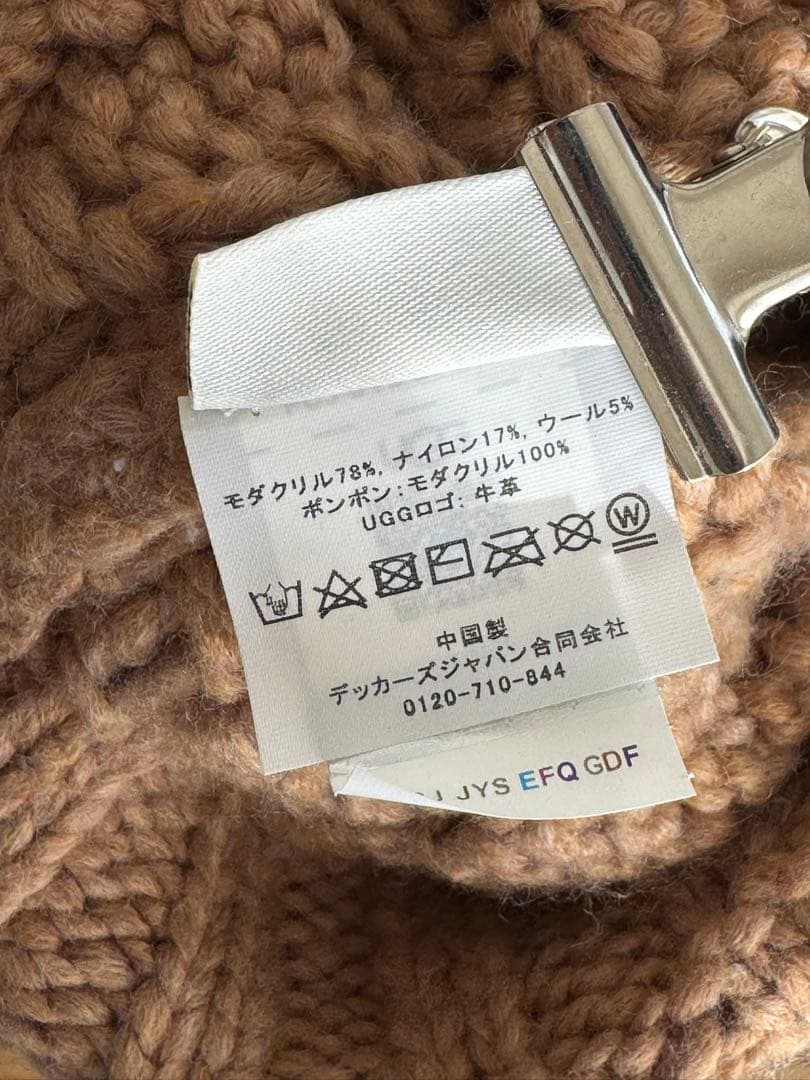 モダクリル78%, ナイロン17%, ウール5%
ポンポン:モダクリル100%
UGGロゴ: 牛革
W
中国製
デッカーズジャパン合同会社
0120-710-844
JYS EFQ GDF